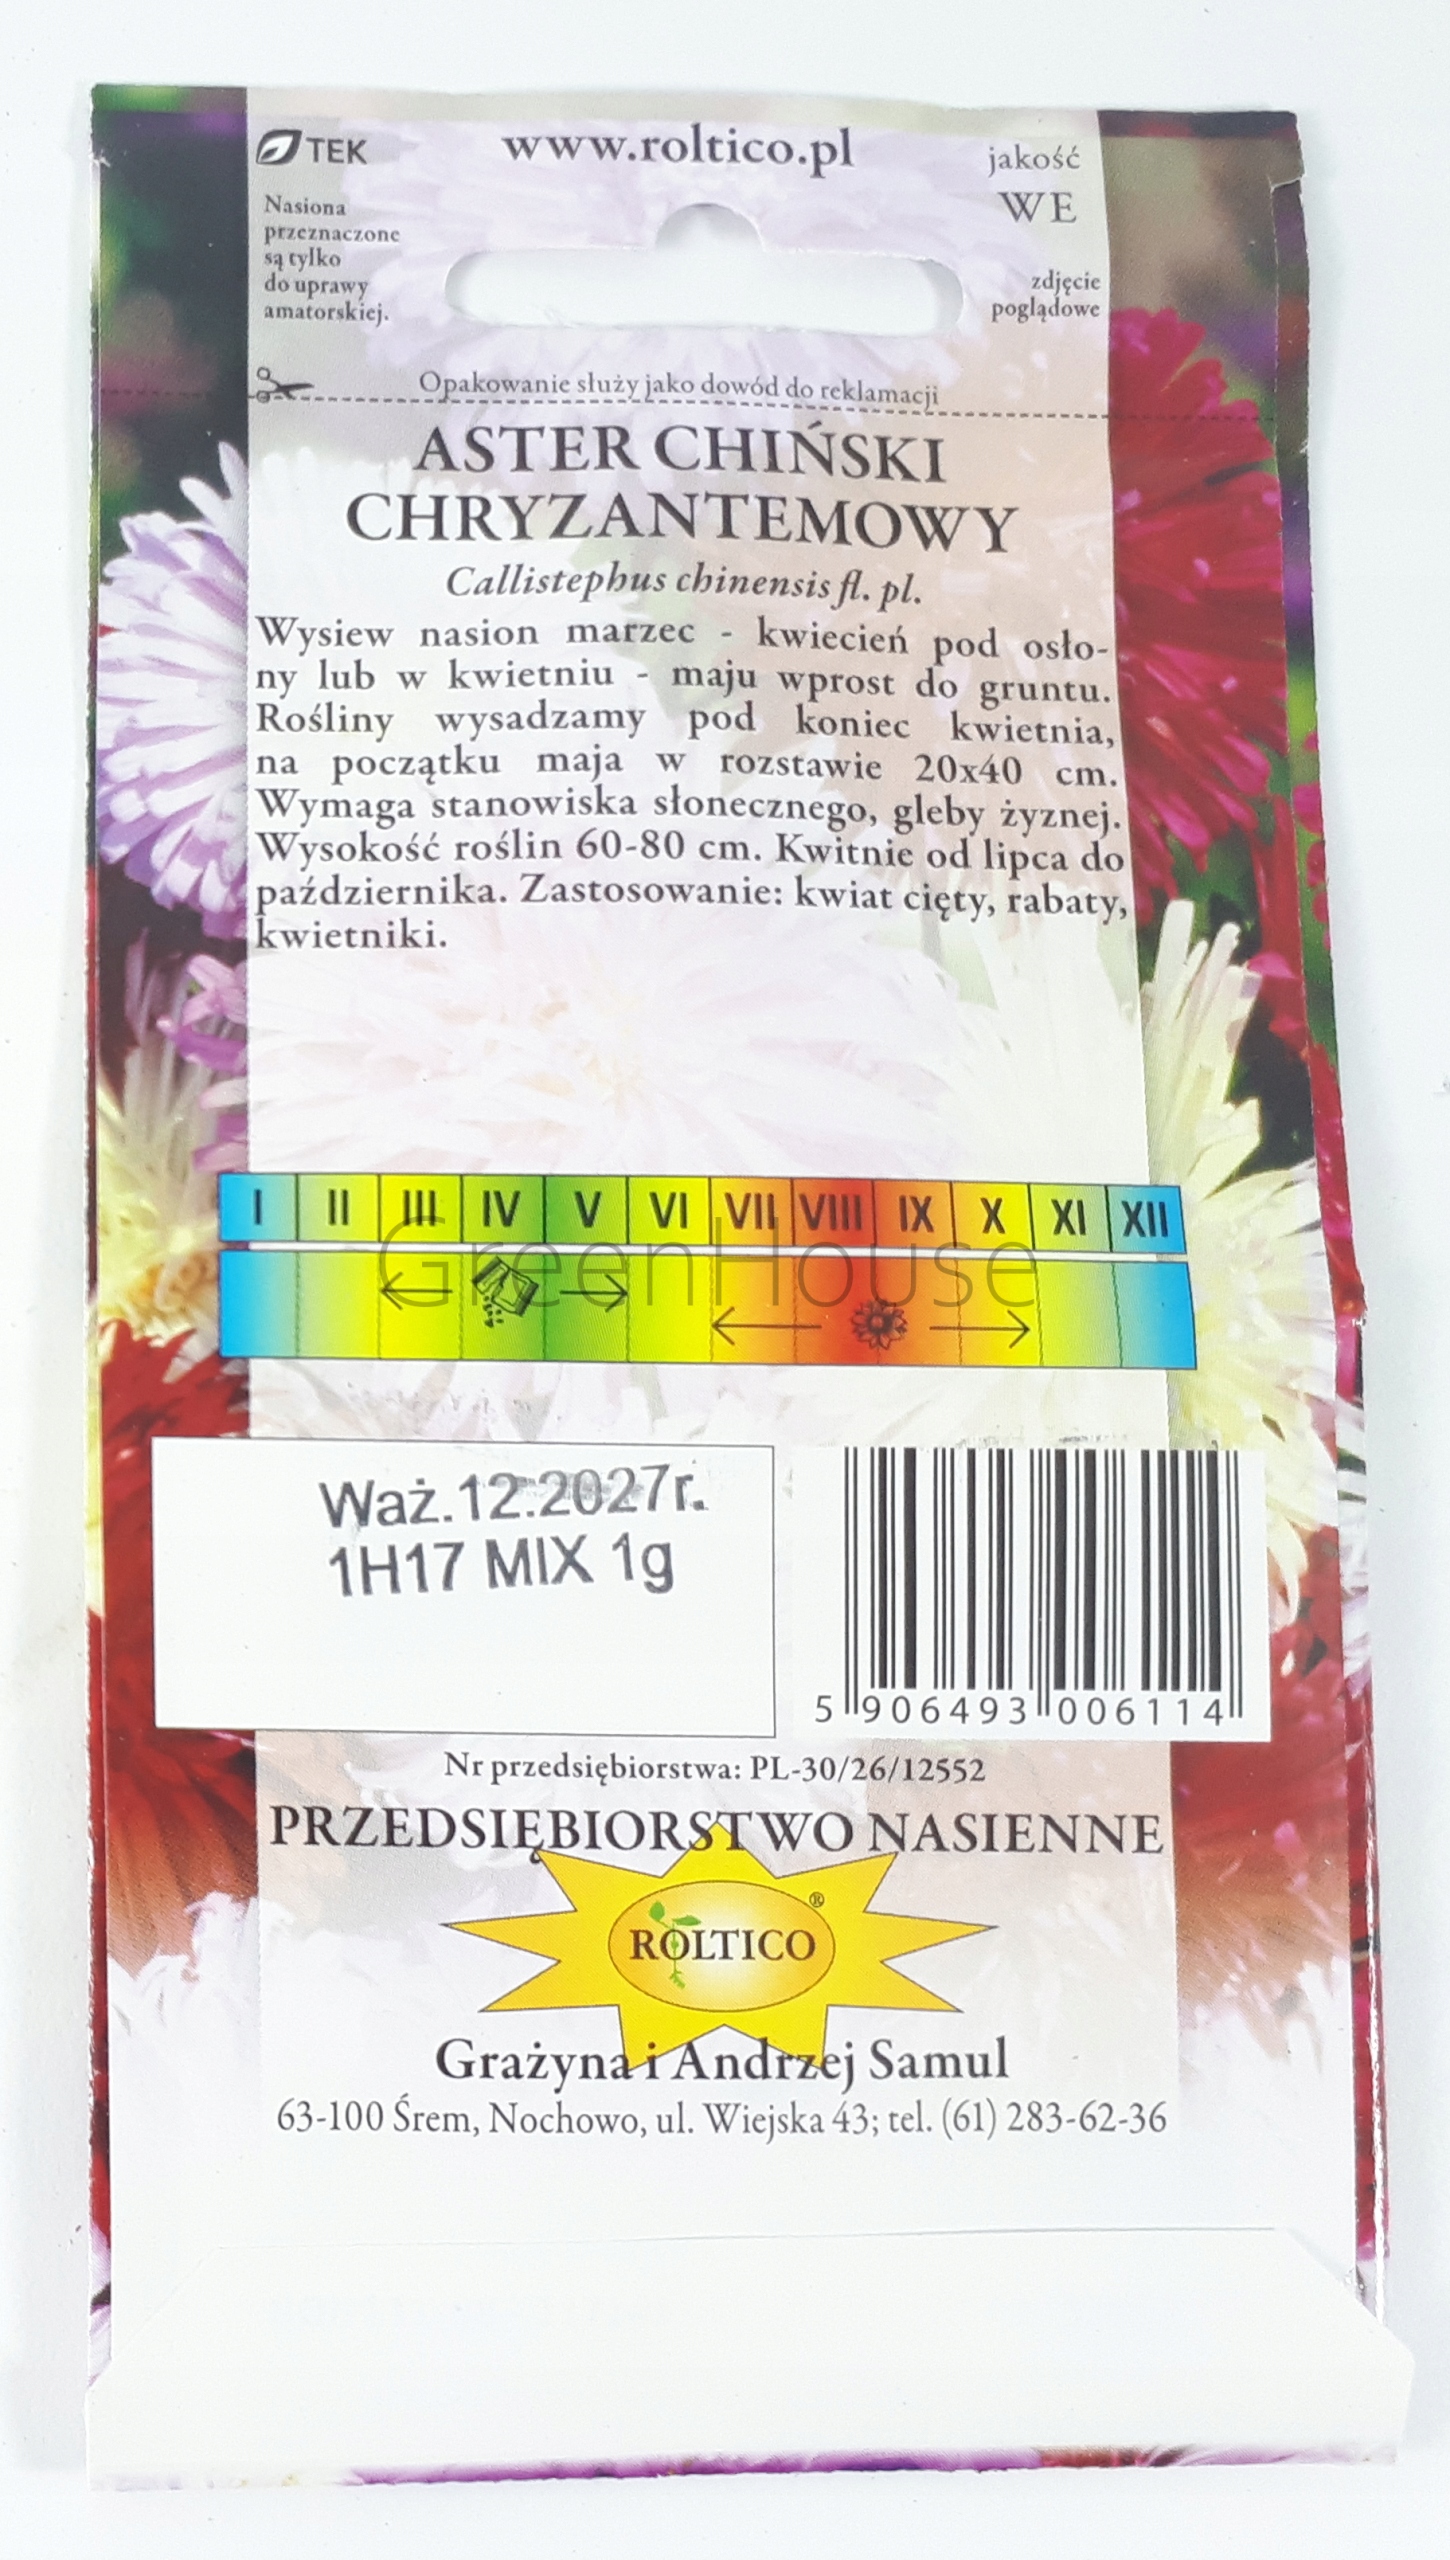 TEK
www.roltico.pl
jakość
WE
Nasiona
przeznaczone
są tylko
do uprawy
amatorskiej.
zdjęcie
poglądowe
Opakowanie służy jako dowód do reklamacji
ASTER CHIŃSKI
CHRYZANTEMOWY
Callistephus chinensis fl. pl.
Wysiew nasion marzec - kwiecień pod osło-
ny lub w kwietniu - maju wprost do gruntu.
Rośliny wysadzamy pod koniec kwietnia,
na początku maja w rozstawie 20x40 cm.
Wymaga stanowiska słonecznego, gleby żyznej.
Wysokość roślin 60-80 cm. Kwitnie od lipca do
października. Zastosowanie: kwiat cięty, rabaty,
kwietniki.
I II III IV V VI VII VIII IX X XI XII
GreenHouse
Waż.12.2027r.
1H17 MIX 1g
5 906493 006114
Nr przedsiębiorstwa: PL-30/26/12552
PRZEDSIĘBIORSTWO NASIENNE
ROLTICO ®
Grażyna i Andrzej Samul
63-100 Śrem, Nochowo, ul. Wiejska 43; tel. (61) 283-62-36